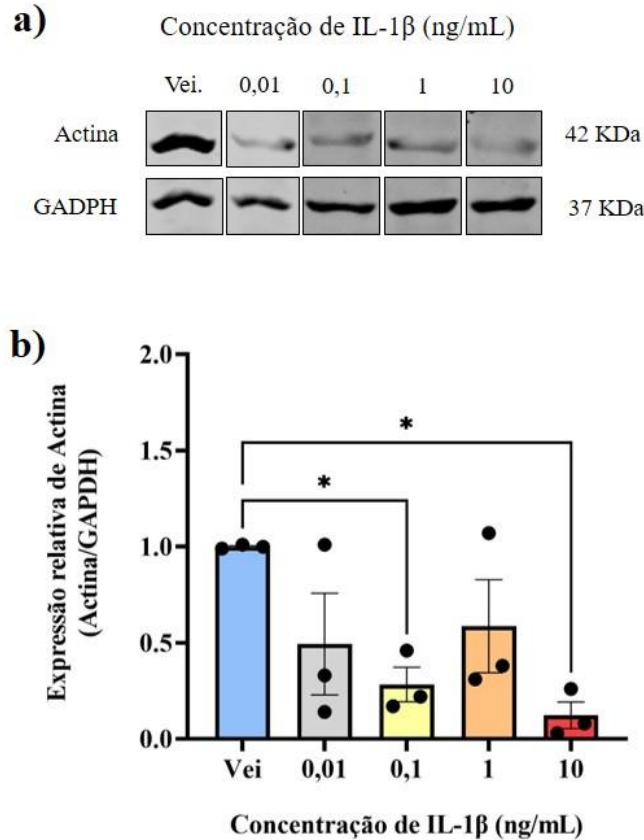 a)
Concentração de IL-1β (ng/mL)
Vei. 0,01 0,1 1 10
Actina 42 KDa
GADPH 37 KDa
b)
Expressão relativa de Actina
(Actina/GAPDH)
2.0
1.5
1.0
0.5
0.0
*
*
Vei 0,01 0,1 1 10
Concentração de IL-1β (ng/mL)